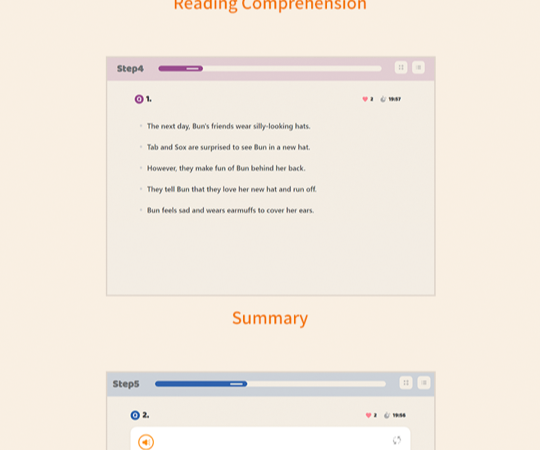 Reading Comprehension
Step4
Q 1.
2 19:57
The next day, Bun's friends wear silly-looking hats.
Tab and Sox are surprised to see Bun in a new hat.
However, they make fun of Bun behind her back.
They tell Bun that they love her new hat and run off.
Bun feels sad and wears earmuffs to cover her ears.
Summary
Step5
Q 2.
2 19:56